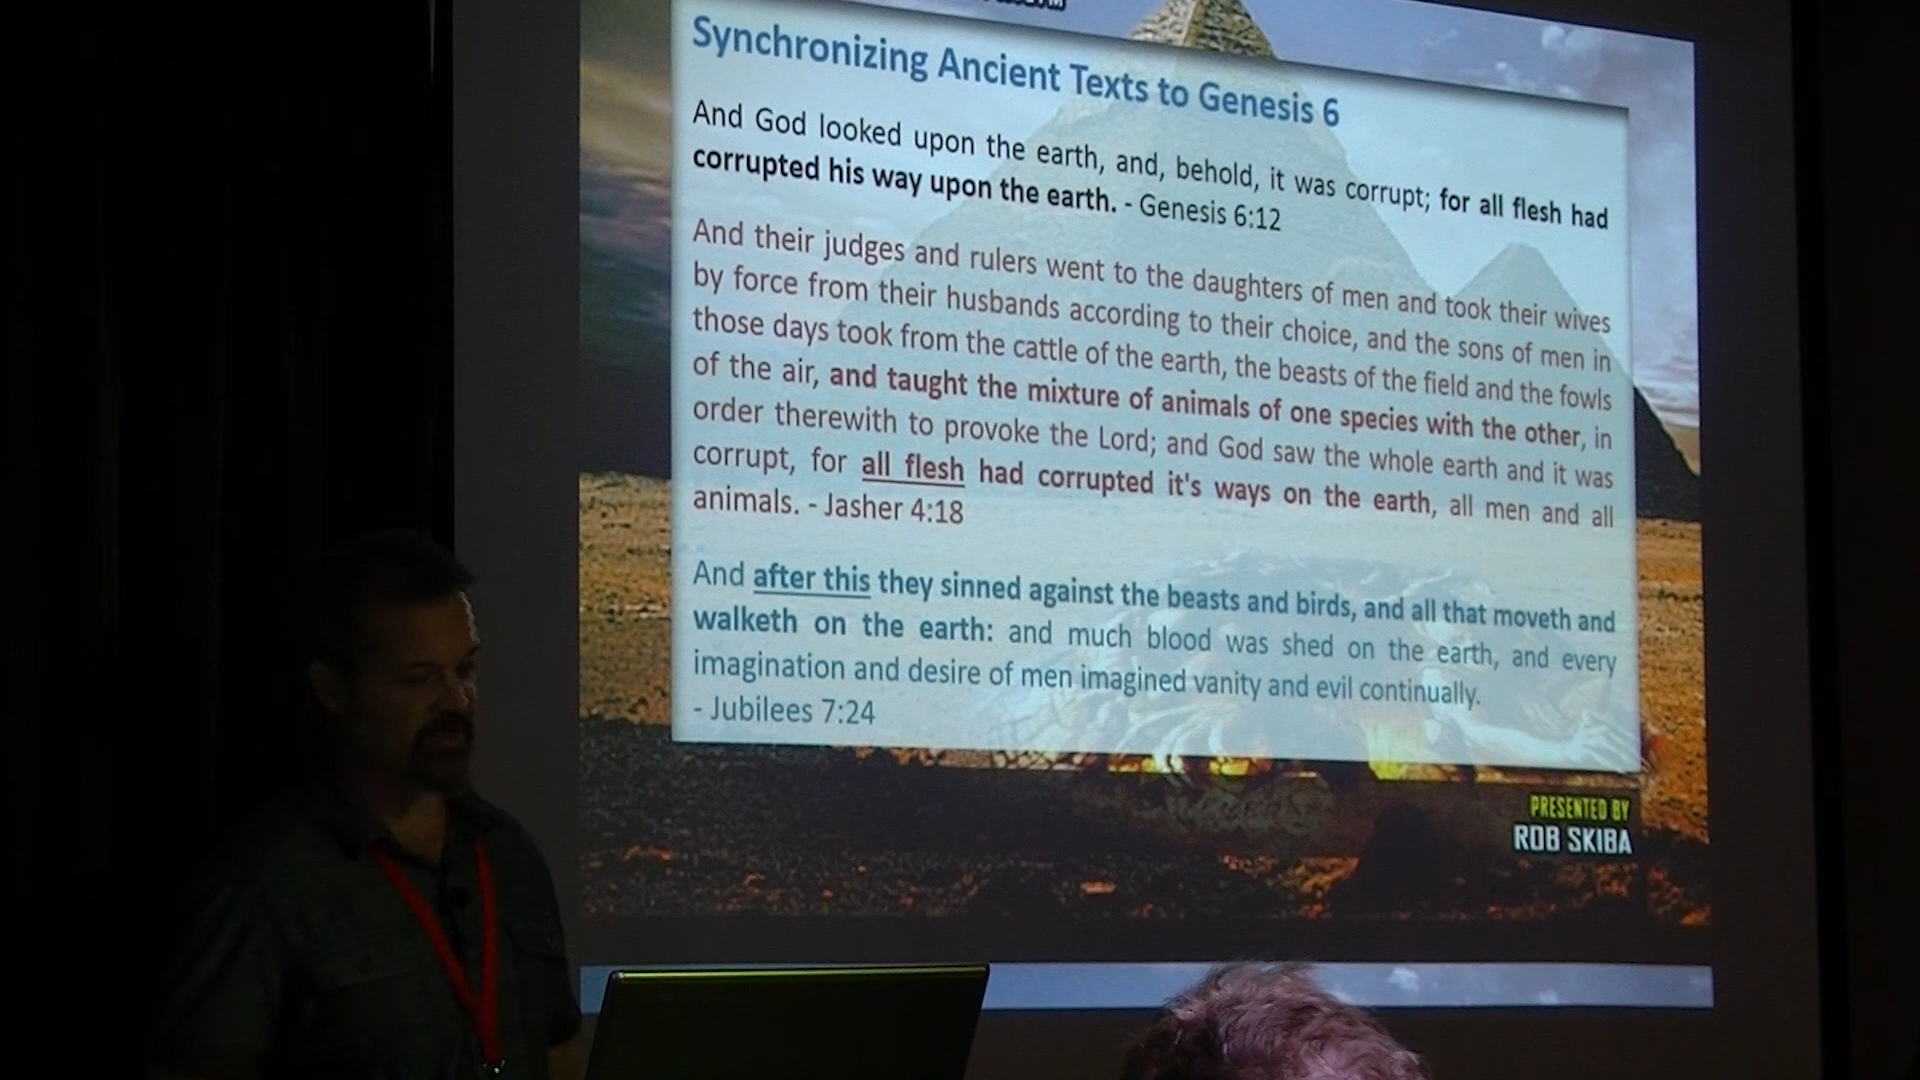 Synchronizing Ancient Texts to Genesis 6
And God looked upon the earth, and, behold, it was corrupt; for all flesh had
corrupted his way upon the earth. - Genesis 6:12
And their judges and rulers went to the daughters of men and took their wives
by force from their husbands according to their choice, and the sons of men in
those days took from the cattle of the earth, the beasts of the field and the fowls
of the air, and taught the mixture of animals of one species with the other, in
order therewith to provoke the Lord; and God saw the whole earth and it was
corrupt, for all flesh had corrupted it's ways on the earth, all men and all
animals. - Jasher 4:18
And after this they sinned against the beasts and birds, and all that moveth and
walketh on the earth: and much blood was shed on the earth, and every
imagination and desire of men imagined vanity and evil continually.
- Jubilees 7:24
PRESENTED BY
ROB SKIBA